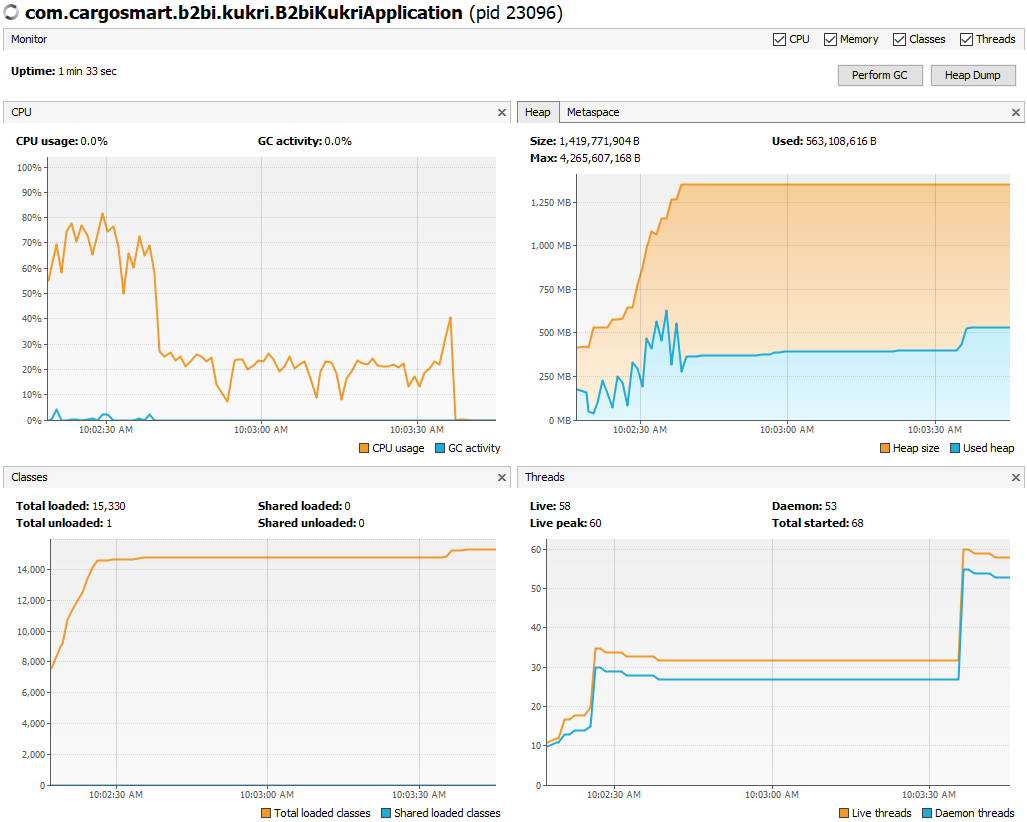 com.cargosmart.b2bi.kukri.B2biKukriApplication (pid 23096)
Monitor
CPU Memory Classes Threads
Uptime: 1 min 33 sec
Perform GC Heap Dump
CPU
CPU usage: 0.0% GC activity: 0.0%
100%
90%
80%
70%
60%
50%
40%
30%
20%
10%
0%
10:02:30 AM 10:03:00 AM 10:03:30 AM
CPU usage GC activity
Heap Metaspace
Size: 1,419,771,904 B Used: 563,108,616 B
Max: 4,265,607,168 B
1,250 MB
1,000 MB
750 MB
500 MB
250 MB
0 MB
10:02:30 AM 10:03:00 AM 10:03:30 AM
Heap size Used heap
Classes
Total loaded: 15,330 Shared loaded: 0
Total unloaded: 1 Shared unloaded: 0
14,000
12,000
10,000
8,000
6,000
4,000
2,000
0
10:02:30 AM 10:03:00 AM 10:03:30 AM
Total loaded classes Shared loaded classes
Threads
Live: 58 Daemon: 53
Live peak: 60 Total started: 68
60
50
40
30
20
10
0
10:02:30 AM 10:03:00 AM 10:03:30 AM
Live threads Daemon threads